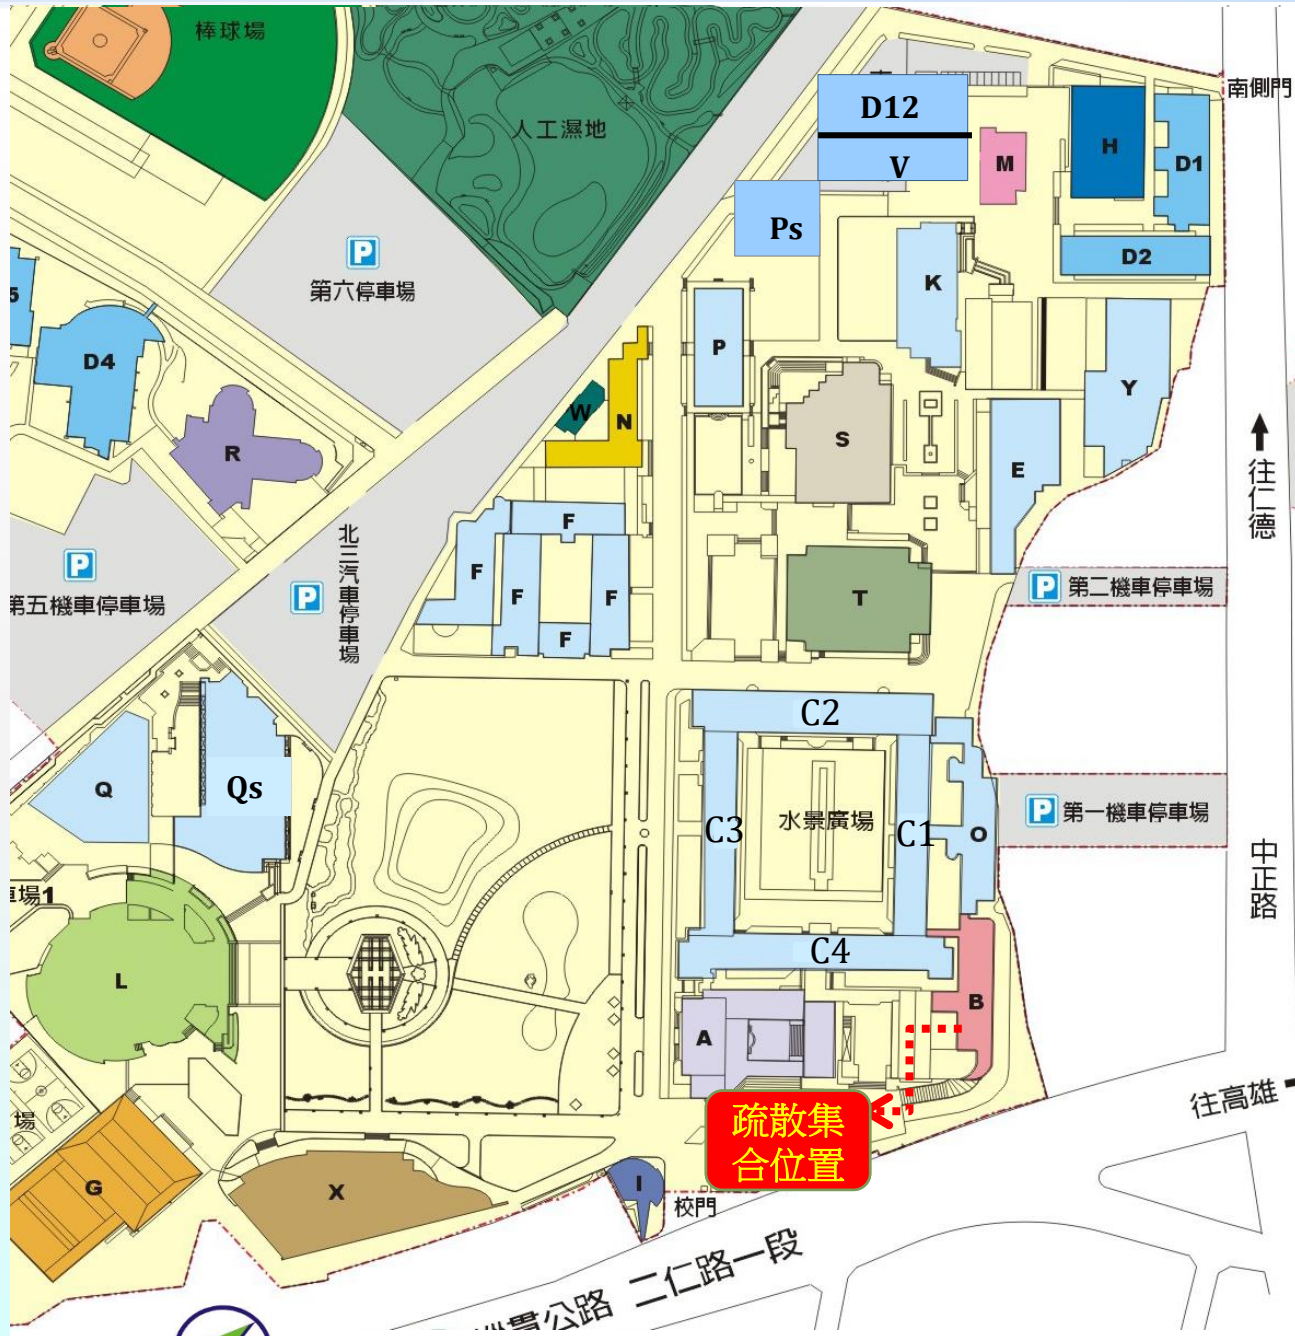 棒球場
人工濕地
南側門
D12
V
M
H
D1
Ps
P
第六停車場
K
D2
5
D4
P
W
N
R
S
Y
E
往仁德
北三汽車停車場
F
F
F
F
F
P
第五機車停車場
P
T
P
第二機車停車場
C2
Q
Qs
C3
水景廣場
C1
O
P
第一機車停車場
中正路
車場1
C4
L
A
B
場
疏散集
合位置
往高雄
G
X
I
校門
縱貫公路 二仁路一段